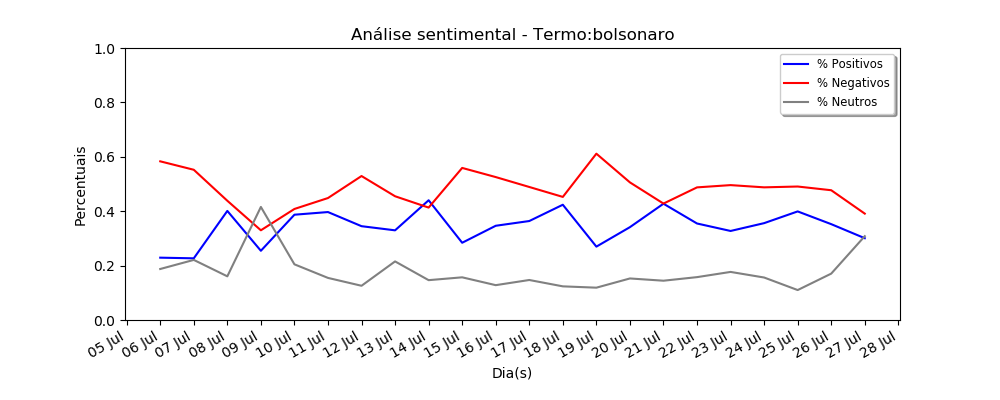 Análise sentimental - Termo:bolsonaro
1.0
0.8
0.6
0.4
0.2
0.0
Percentuais
% Positivos
% Negativos
% Neutros
05 Jul
06 Jul
07 Jul
08 Jul
09 Jul
10 Jul
11 Jul
12 Jul
13 Jul
14 Jul
15 Jul
16 Jul
17 Jul
18 Jul
19 Jul
20 Jul
21 Jul
22 Jul
23 Jul
24 Jul
25 Jul
26 Jul
27 Jul
28 Jul
Dia(s)